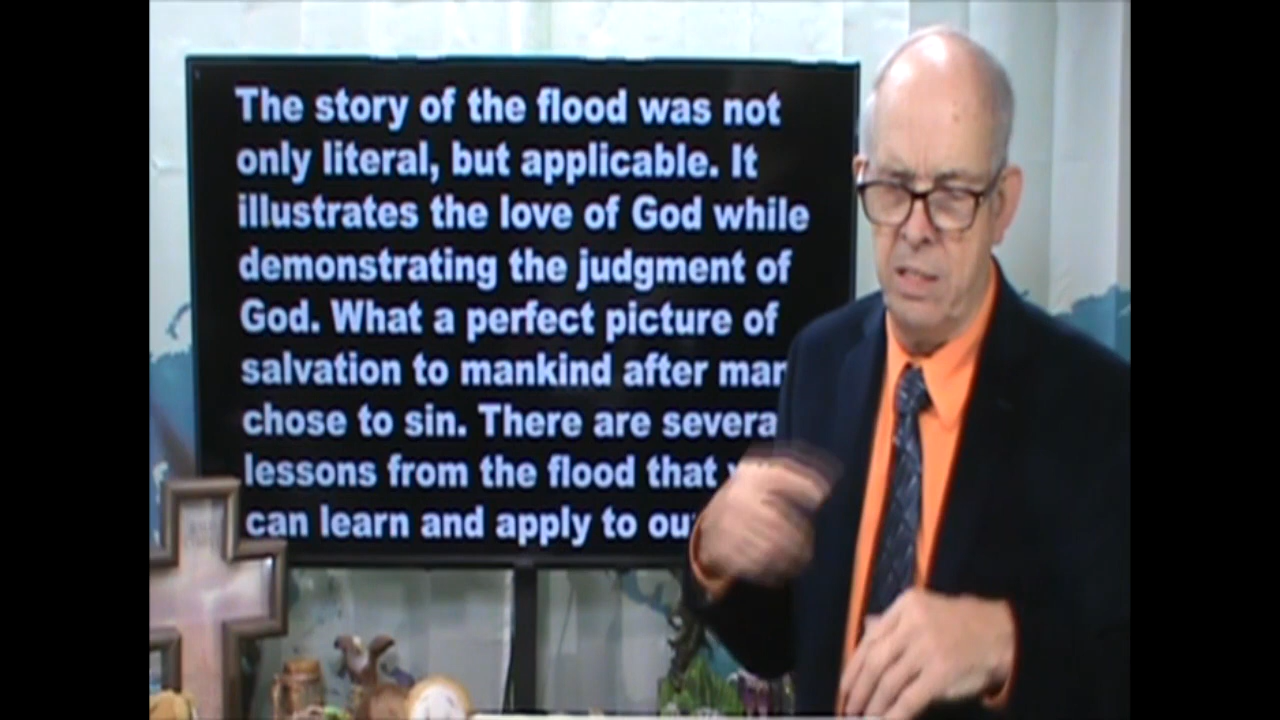 The story of the flood was not
only literal, but applicable. It
illustrates the love of God while
demonstrating the judgment of
God. What a perfect picture of
salvation to mankind after
chose to sin. There are
lessons from the flood that
can learn and apply to